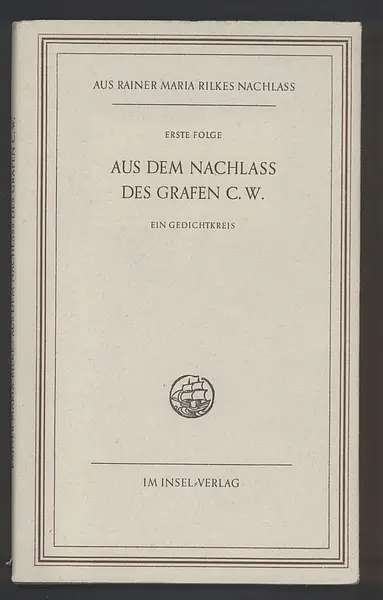 AUS RAINER MARIA RILKES NACHLASS
ERSTE FOLGE
AUS DEM NACHLASS
DES GRAFEN C. W.
EIN GEDICHTKREIS
IM INSEL-VERLAG